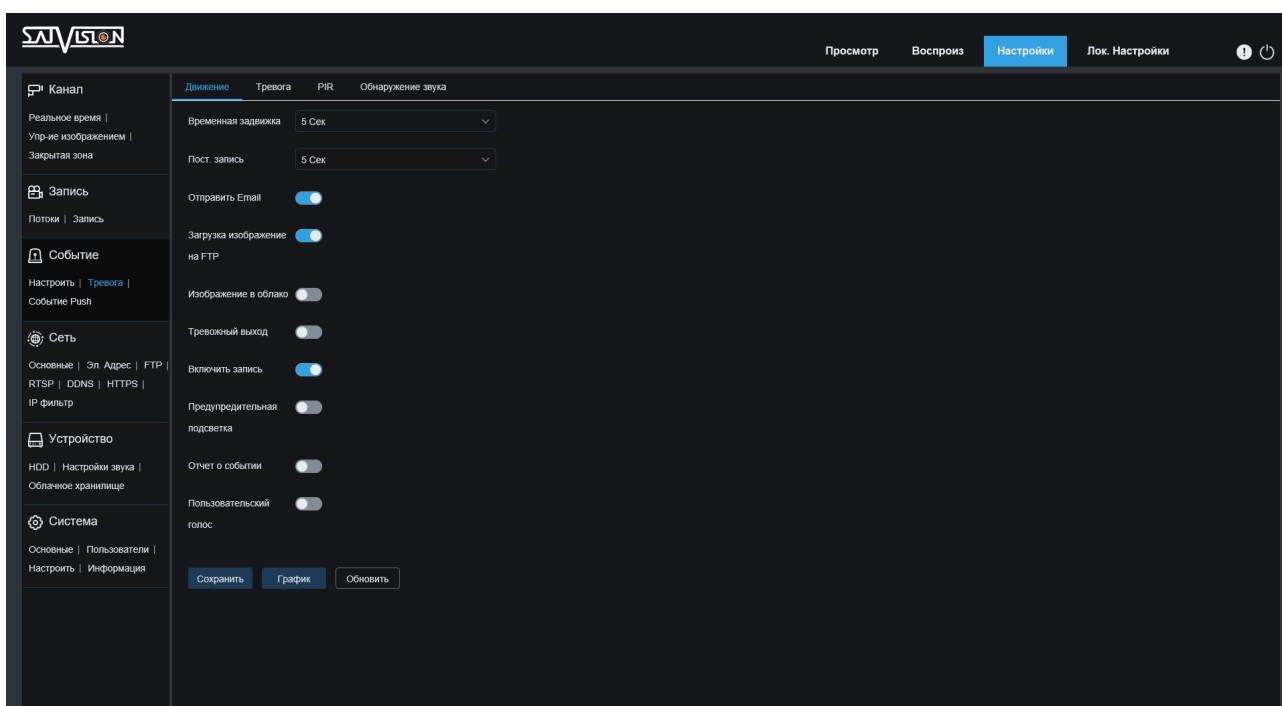 SATVISION
Просмотр
Воспроиз
Настройки
Лок. Настройки
Канал
Реальное время |
Упр-ие изображением |
Закрытая зона
Запись
Потоки | Запись
Событие
Настроить | Тревога |
Событие Push
Сеть
Основные | Эл. Адрес | FTP |
RTSP | DDNS | HTTPS |
IP фильтр
Устройство
HDD | Настройки звука |
Облачное хранилище
Система
Основные | Пользователи |
Настроить | Информация
Движение
Тревога
PIR
Обнаружение звука
Временная задвижка
5 Сек
Пост. запись
5 Сек
Отправить Email
Загрузка изображение
на FTP
Изображение в облако
Тревожный выход
Включить запись
Предупредительная
подсветка
Отчет о событии
Пользовательский
голос
Сохранить
График
Обновить